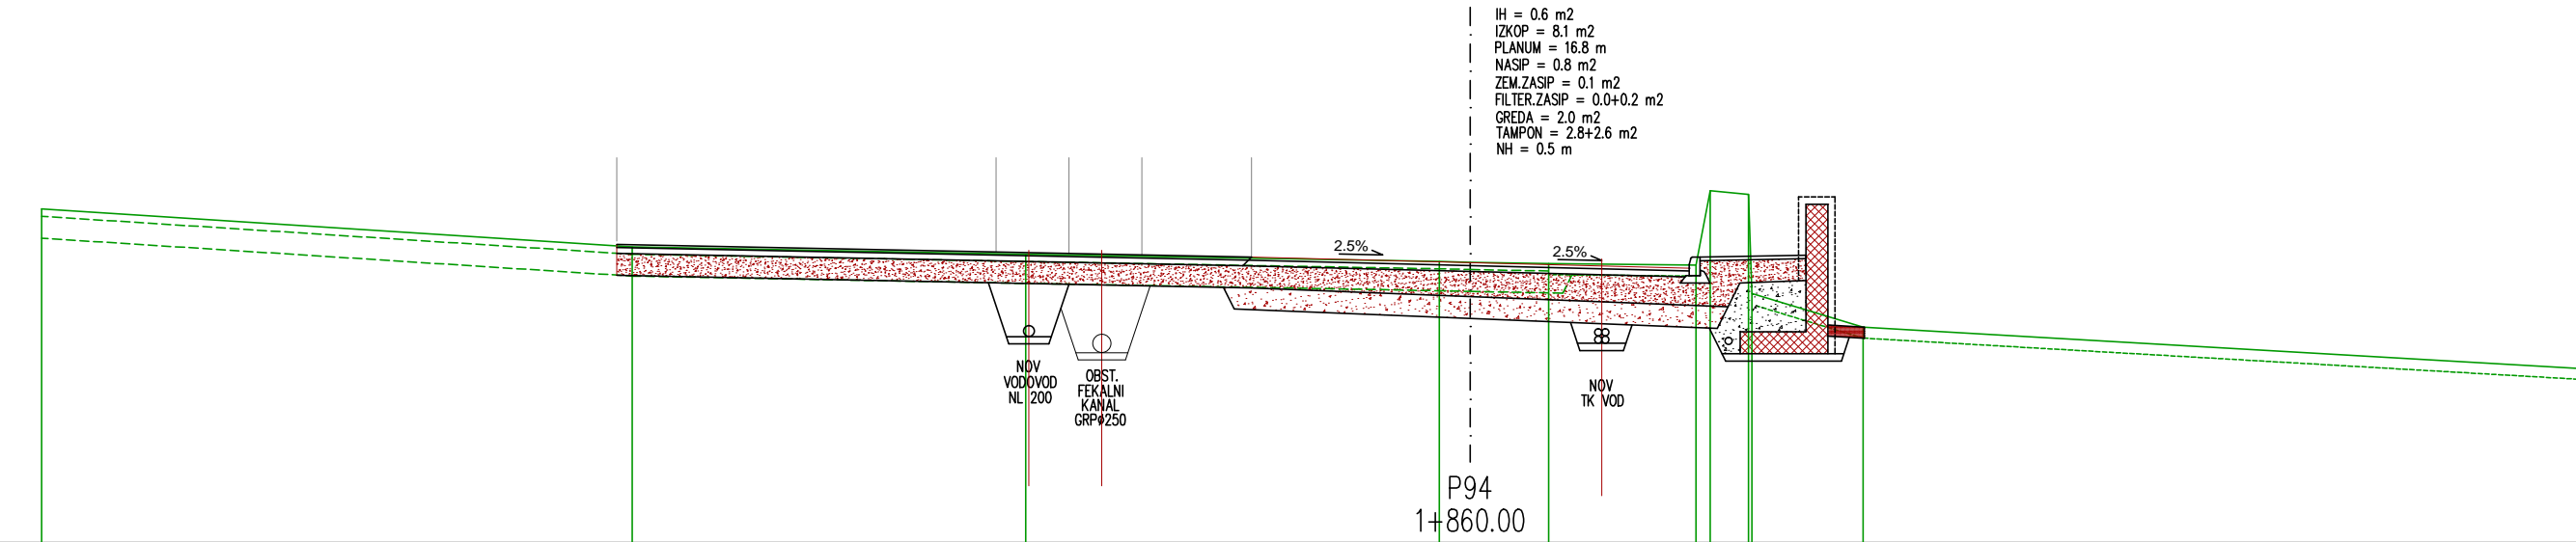 IH = 0.6 m2
IZKOP = 8.1 m2
PLANUM = 16.8 m
NASIP = 0.8 m2
ZEM.ZASIP = 0.1 m2
FILTER.ZASIP = 0.0+0.2 m2
GREDA = 2.0 m2
TAMPON = 2.8+2.6 m2
NH = 0.5 m
2.5%
2.5%
NOV
VODOVOD
NL 200
OBST.
FEKALNI
KANAL
GRPø250
NOV
TK VOD
P94
1+860.00